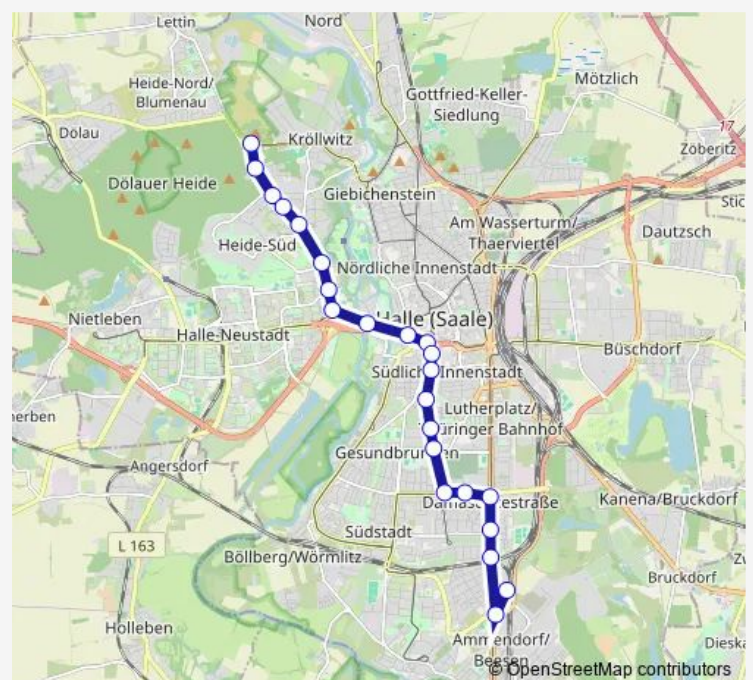 Lettin
Nord
Heide-Nord/
Blumenau
Gottfried-Keller-
Siedlung
Mötzlich
17
Dölau
Kröllwitz
Zöberitz
Dölauer Heide
Giebichenstein
Am Wasserturm/
Thaerviertel
Dautzsch
Heide-Süd
Nördliche Innenstadt
Nietleben
Halle (Saale)
Halle-Neustadt
Büschdorf
Südliche Innenstadt
Lutherplatz/
Thüringer Bahnhof
Angersdorf
Kanena/Bruckdorf
Südstadt
L 163
Böllberg/Wörmlitz
Bruckdorf
Holleben
Ammendorf/
Beesen
© OpenStreetMap contributors